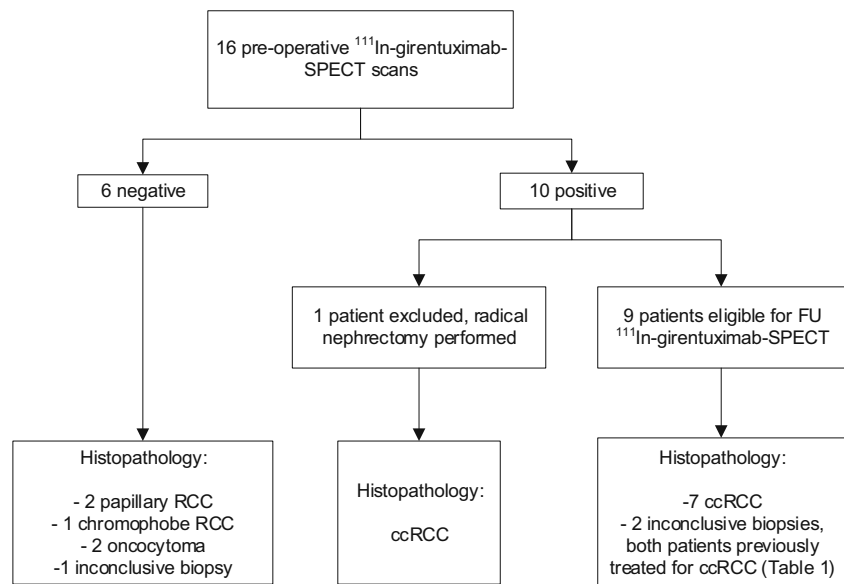 16 pre-operative ¹¹¹In-girentuximab-
SPECT scans
6 negative
10 positive
1 patient excluded, radical
nephrectomy performed
9 patients eligible for FU
¹¹¹In-girentuximab-SPECT
Histopathology:
- 2 papillary RCC
- 1 chromophobe RCC
- 2 oncocytoma
-1 inconclusive biopsy
Histopathology:
ccRCC
Histopathology:
-7 ccRCC
- 2 inconclusive biopsies,
both patients previously
treated for ccRCC (Table 1)